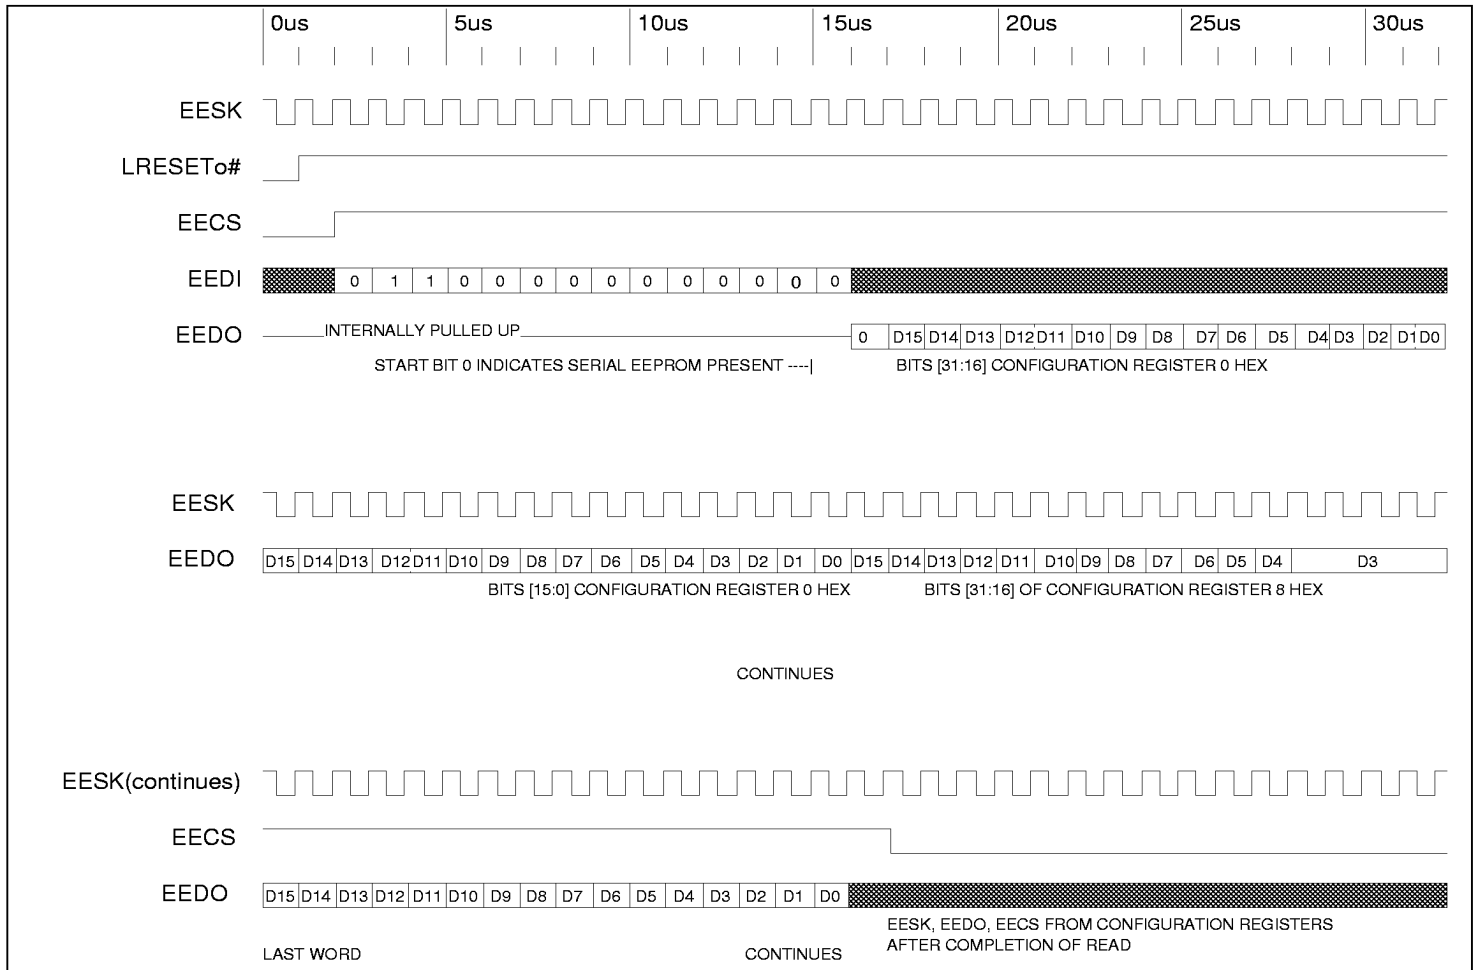 0us 5us 10us 15us 20us 25us 30us
EESK
LRESETo#
EECS
EEDI 0 1 1 0 0 0 0 0 0 0 0 0 0 0
EEDO INTERNALLY PULLED UP 0 D15 D14 D13 D12 D11 D10 D9 D8 D7 D6 D5 D4 D3 D2 D1 D0
START BIT 0 INDICATES SERIAL EEPROM PRESENT ----| BITS [31:16] CONFIGURATION REGISTER 0 HEX
EESK
EEDO D15 D14 D13 D12 D11 D10 D9 D8 D7 D6 D5 D4 D3 D2 D1 D0 D15 D14 D13 D12 D11 D10 D9 D8 D7 D6 D5 D4 D3
BITS [15:0] CONFIGURATION REGISTER 0 HEX BITS [31:16] OF CONFIGURATION REGISTER 8 HEX
CONTINUES
EESK(continues)
EECS
EEDO D15 D14 D13 D12 D11 D10 D9 D8 D7 D6 D5 D4 D3 D2 D1 D0
EESK, EEDO, EECS FROM CONFIGURATION REGISTERS
AFTER COMPLETION OF READ
LAST WORD CONTINUES